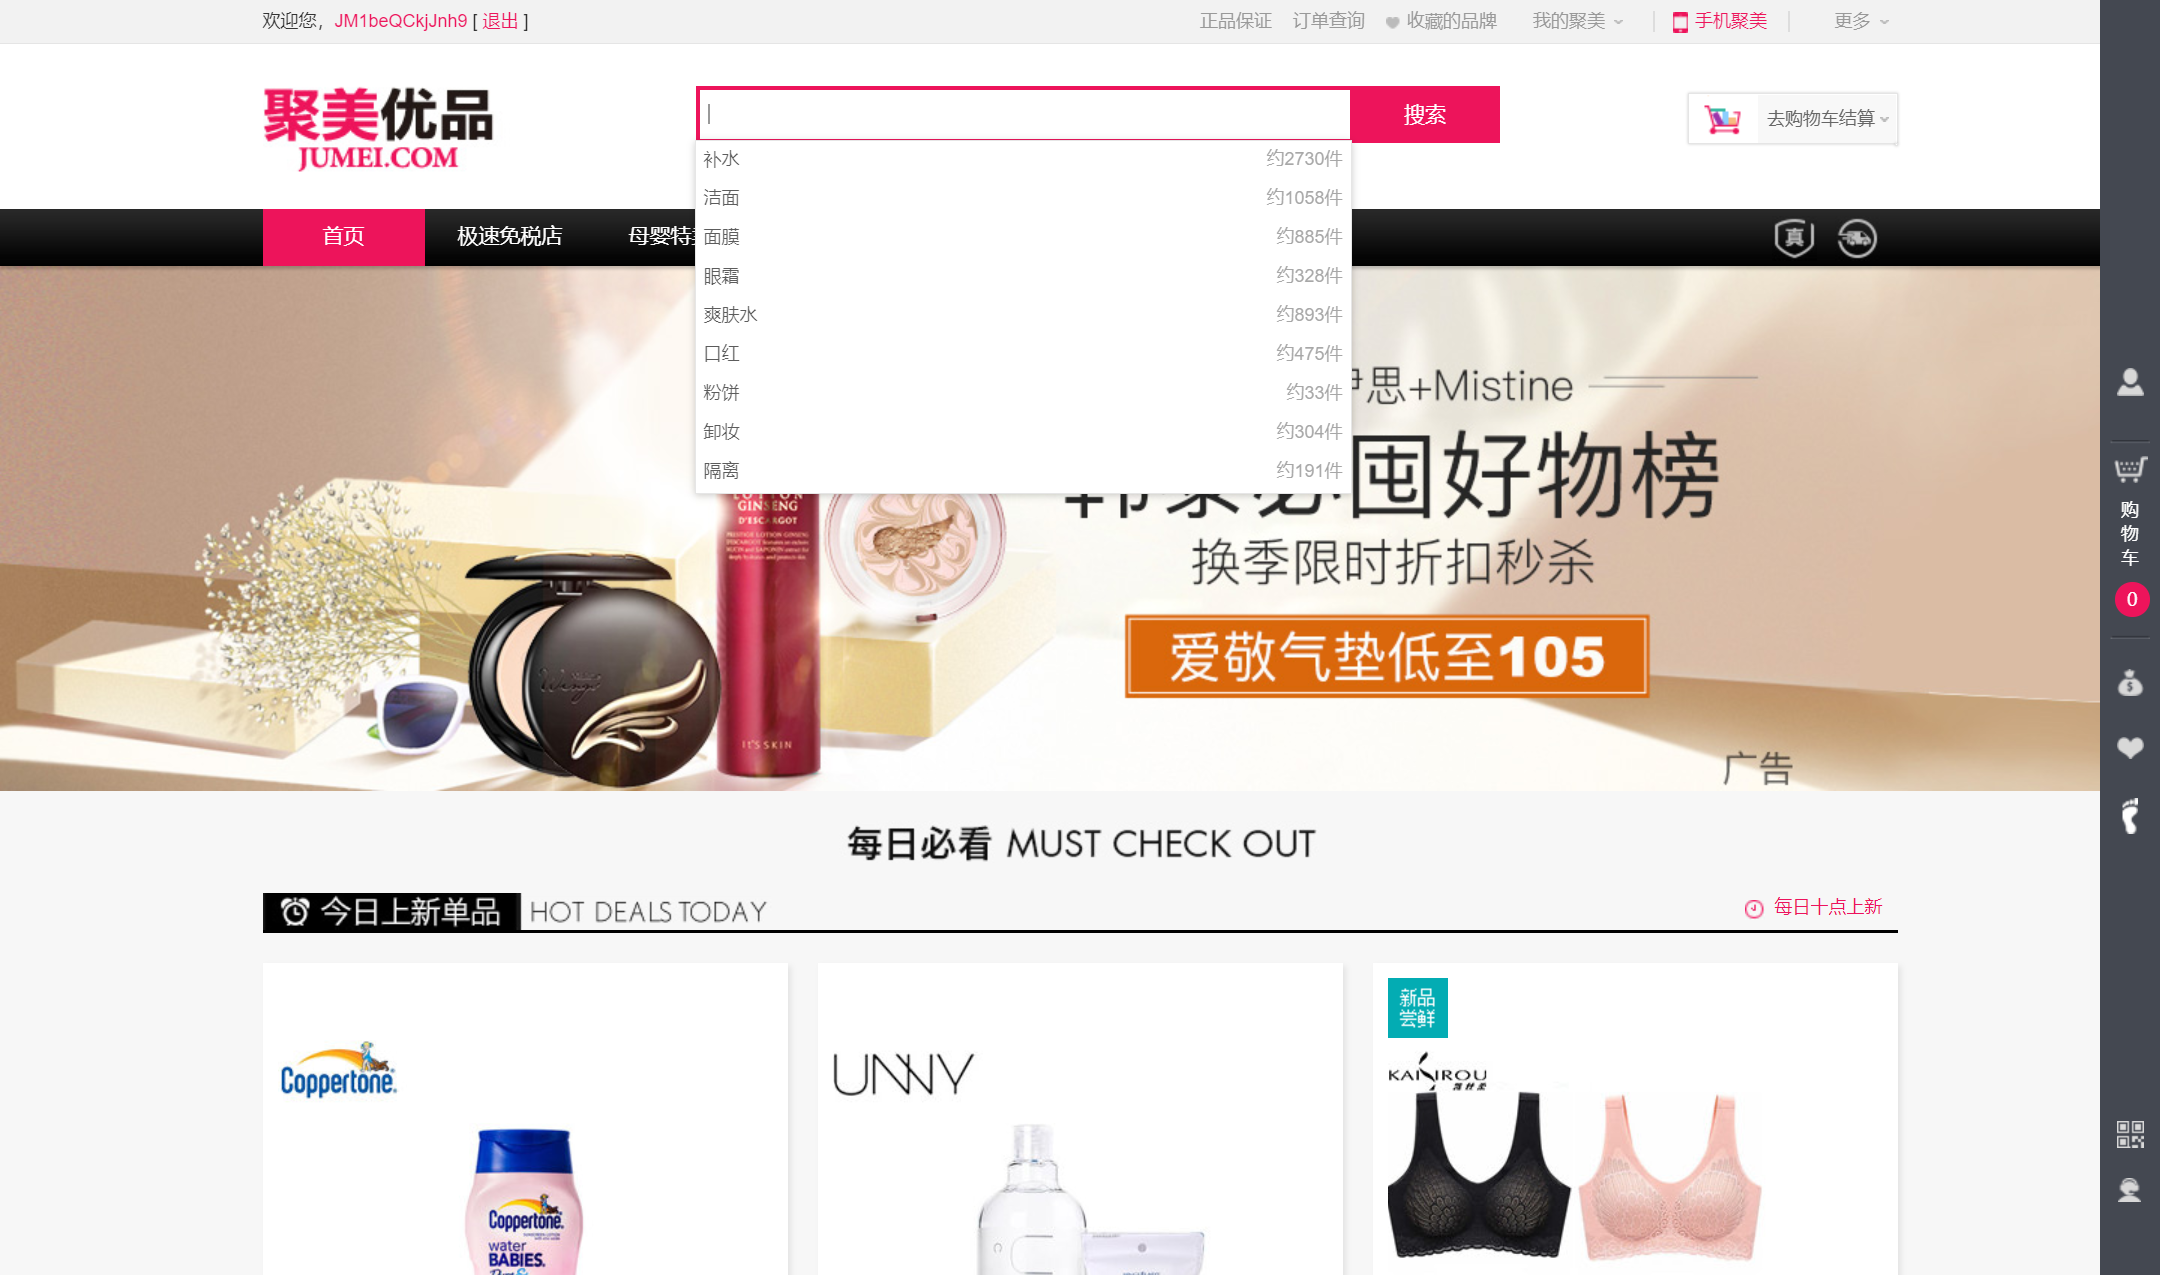 欢迎您，JM1beQCkjJnh9 [ 退出 ]
正品保证 订单查询 收藏的品牌 我的聚美 手机聚美 更多
聚美优品
JUMEI.COM
搜索
去购物车结算
补水 约2730件
洁面 约1058件
面膜 约885件
眼霜 约328件
爽肤水 约893件
口红 约475件
粉饼 约33件
卸妆 约304件
隔离 约191件
首页 极速免税店 母婴特
真
思+Mistine
囤好物榜
换季限时折扣秒杀
爱敬气垫低至105
广告
GINSENG
D'ESCARGOT
IT'S SKIN
购物车
0
每日必看 MUST CHECK OUT
今日上新单品 HOT DEALS TODAY
每日十点上新
Coppertone
UNNY
新品
尝鲜
KAISIROU
Coppertone
water
BABIES